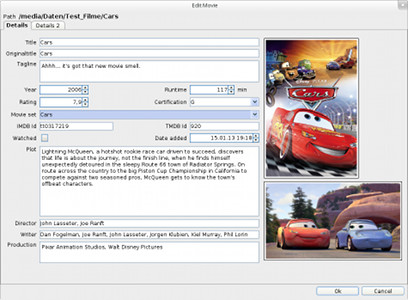 Edit Movie
Path /media/Daten/Test_Filme/Cars
Details Details 2
Title Cars
Originaltitle Cars
Tagline Ahhh... it's got that new movie smell.
Year 2006 Runtime 117 min
Rating 7.9 Certification G
Movie set Cars
IMDB Id tt0317219 TMDB Id 920
Watched Date added 15.01.13 19:18
Plot Lightning McQueen, a hotshot rookie race car driven to succeed, discovers
that life is about the journey, not the finish line, when he finds himself
unexpectedly detoured in the sleepy Route 66 town of Radiator Springs. On
route across the country to the big Piston Cup Championship in California to
compete against two seasoned pros, McQueen gets to know the town's
offbeat characters.
Director John Lasseter, Joe Ranft
Writer Dan Fogelman, Joe Ranft, John Lasseter, Jorgen Klubien, Kiel Murray, Phil Lorin
Production Pixar Animation Studios, Walt Disney Pictures
Cars
Ok Cancel